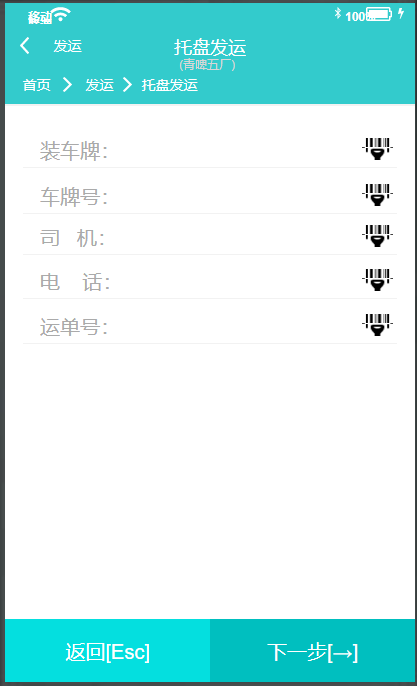 移动 100%
发运 托盘发运
(青啤五厂)
首页 发运 托盘发运
装车牌:
车牌号:
司 机:
电 话:
运单号:
返回[Esc] 下一步[→]